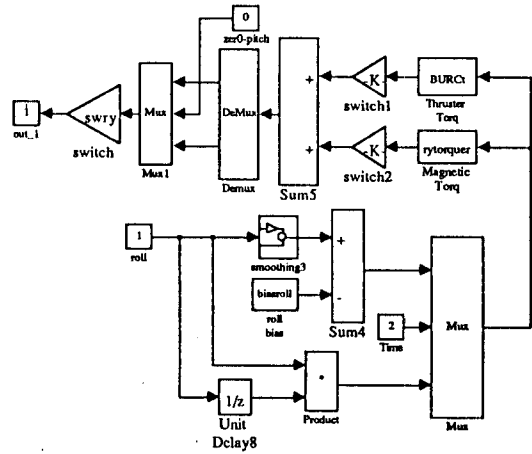 0
zer0-pitch
1
out_1
swry
switch
Mux
Mux1
DeMux
Demux
+
+
Sum5
-K-
switch1
BURCt
Thruster
Torq
-K-
switch2
rytorquer
Magnetic
Torq
1
roll
smoothing3
biasroll
roll
bias
+
-
Sum4
2
Time
Mux
Mux
1/z
Unit
Delay8
*
Product